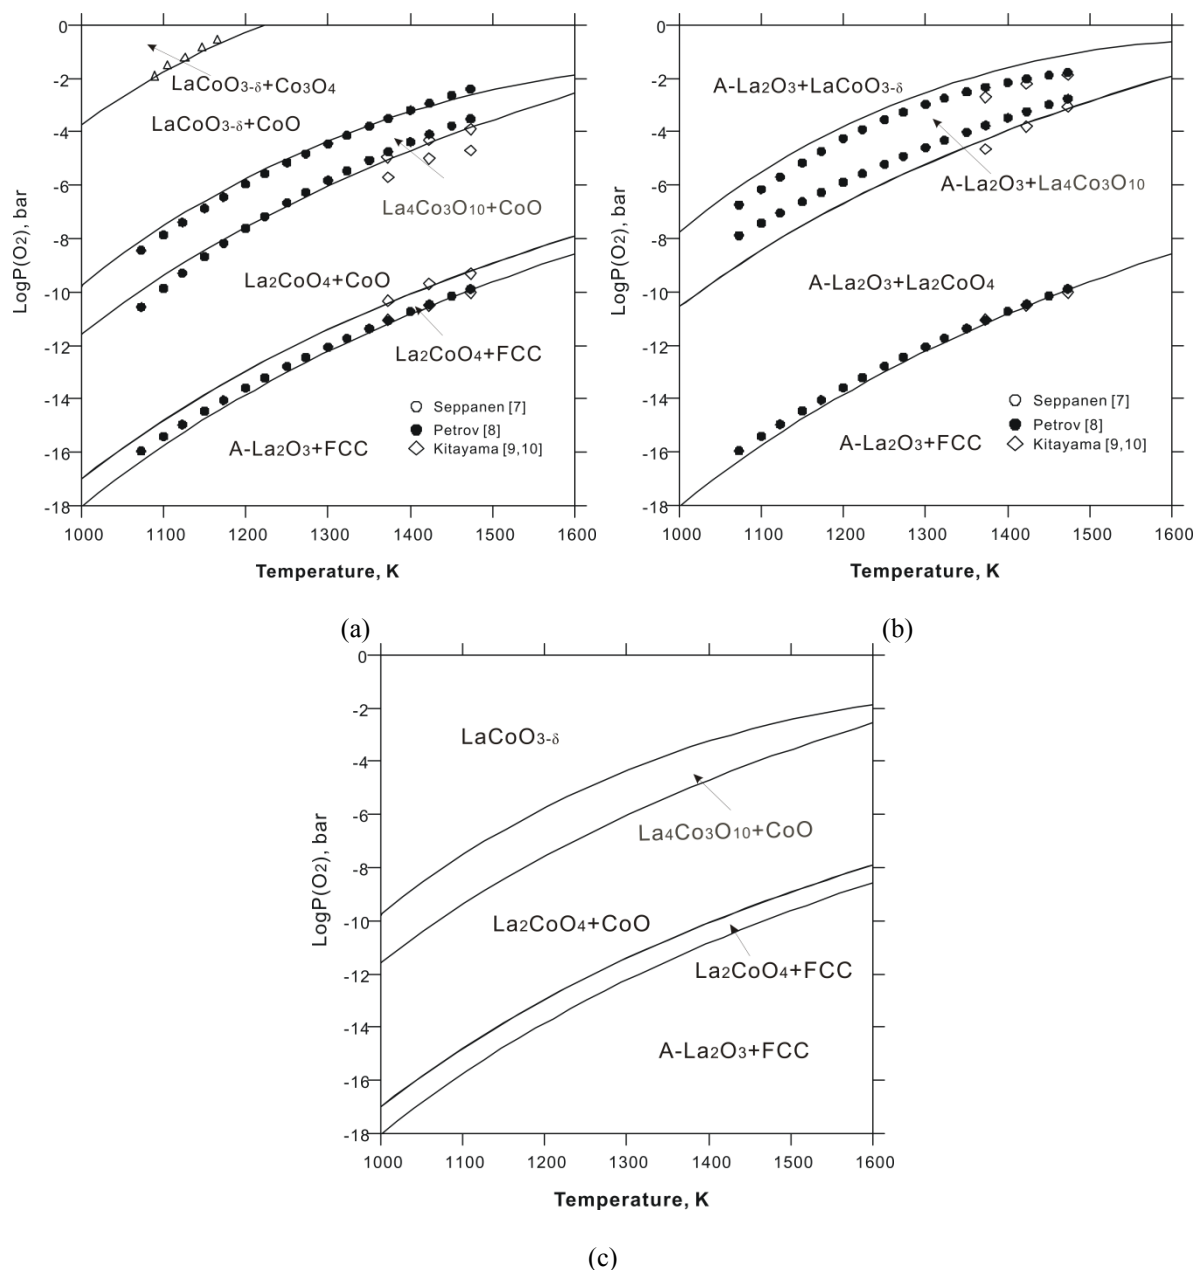 0
-2
-4
-6
-8
-10
-12
-14
-16
-18
LogP(O2), bar
LaCoO3-δ+Co3O4
LaCoO3-δ+CoO
La4Co3O10+CoO
La2CoO4+CoO
La2CoO4+FCC
A-La2O3+FCC
Seppanen [7]
Petrov [8]
Kitayama [9,10]
1000 1100 1200 1300 1400 1500 1600
Temperature, K
(a)
0
-2
-4
-6
-8
-10
-12
-14
-16
-18
LogP(O2), bar
A-La2O3+LaCoO3-δ
A-La2O3+La4Co3O10
A-La2O3+La2CoO4
A-La2O3+FCC
Seppanen [7]
Petrov [8]
Kitayama [9,10]
1000 1100 1200 1300 1400 1500 1600
Temperature, K
(b)
0
-2
-4
-6
-8
-10
-12
-14
-16
-18
LogP(O2), bar
LaCoO3-δ
La4Co3O10+CoO
La2CoO4+CoO
La2CoO4+FCC
A-La2O3+FCC
1000 1100 1200 1300 1400 1500 1600
Temperature, K
(c)